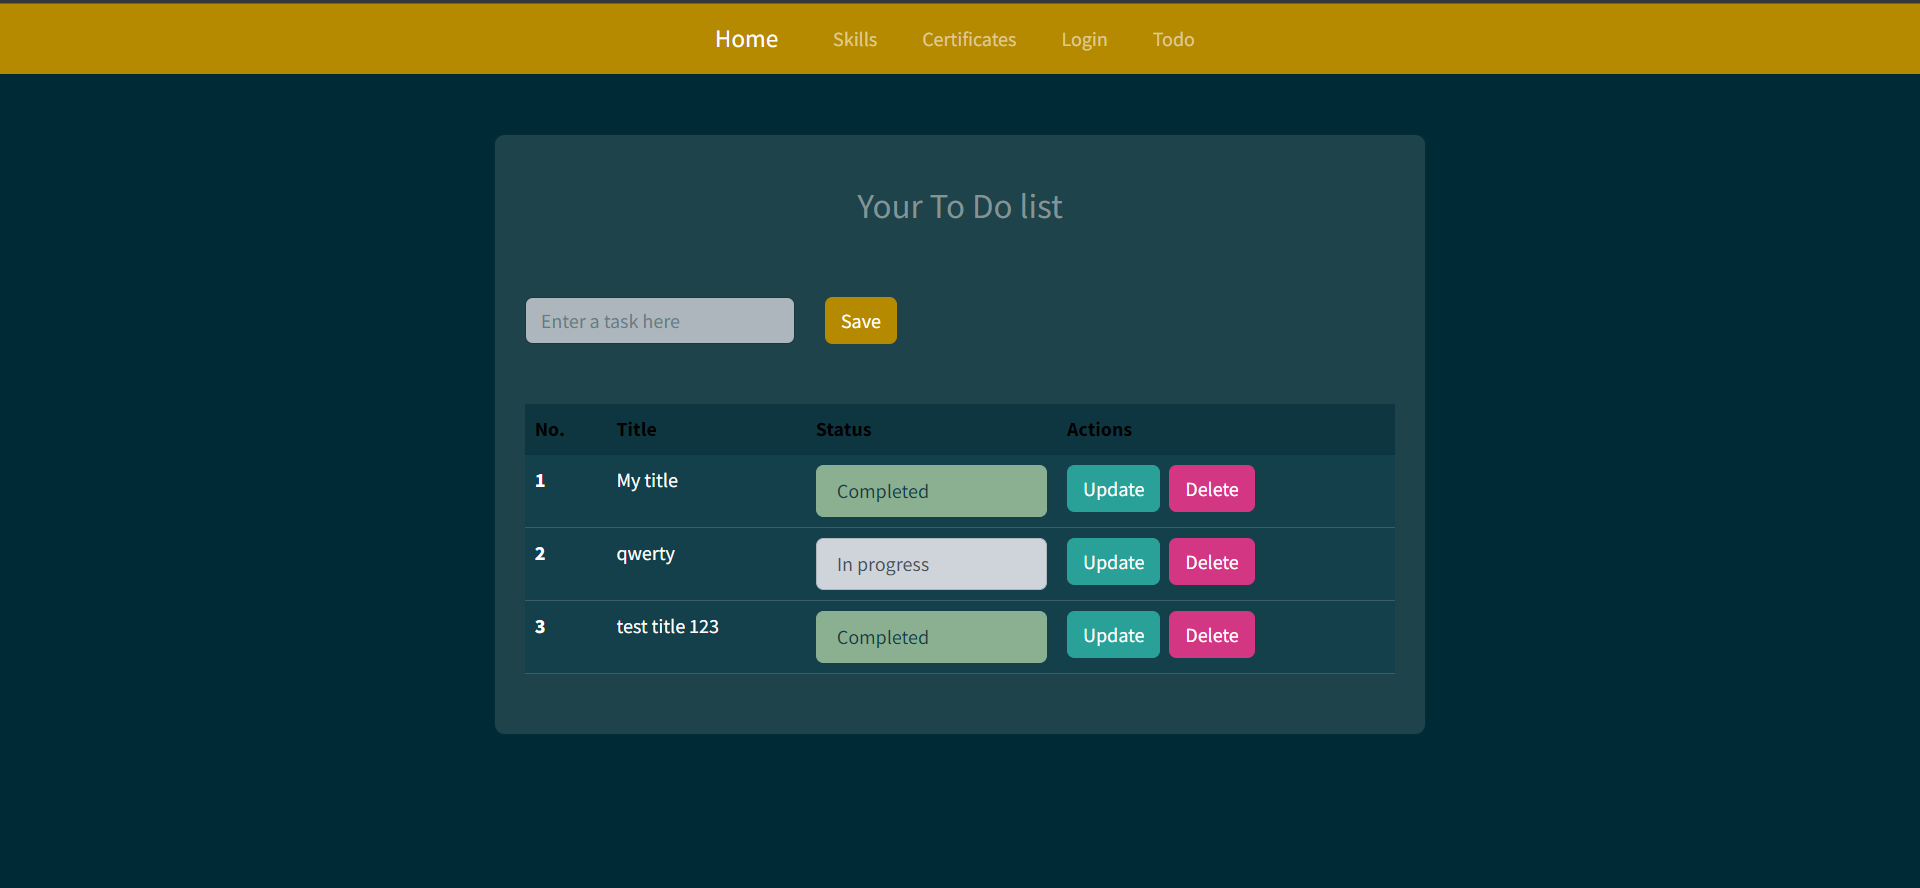 Home Skills Certificates Login Todo
Your To Do list
Enter a task here Save
No. Title Status Actions
1 My title Completed Update Delete
2 qwerty In progress Update Delete
3 test title 123 Completed Update Delete